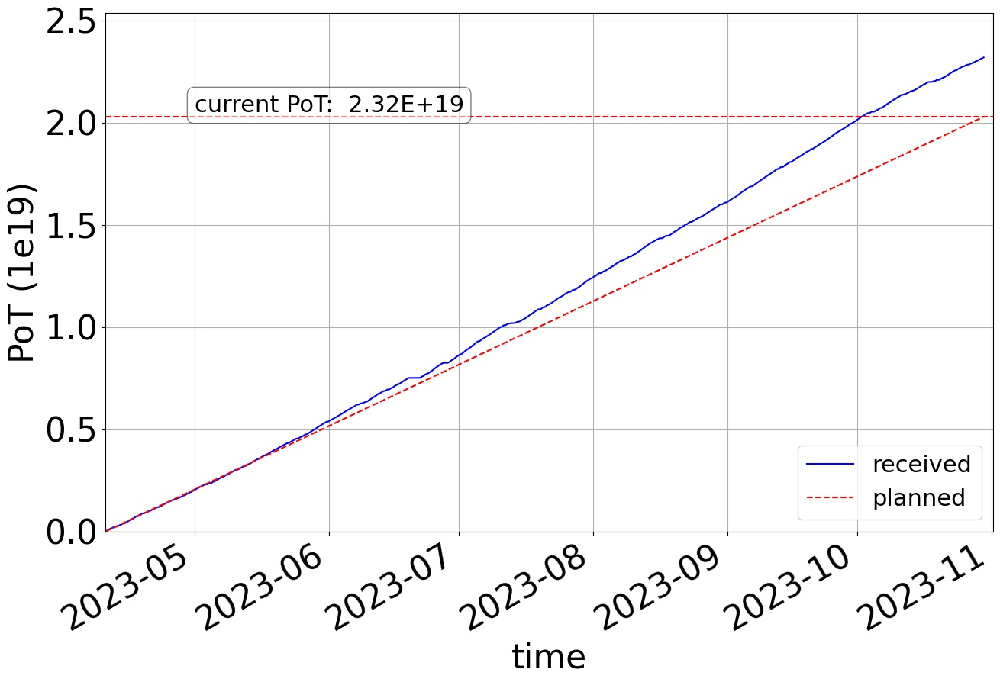 2.5
2.0
1.5
1.0
0.5
0.0
PoT (1e19)
current PoT:  2.32E+19
received
planned
2023-05
2023-06
2023-07
2023-08
2023-09
2023-10
2023-11
time